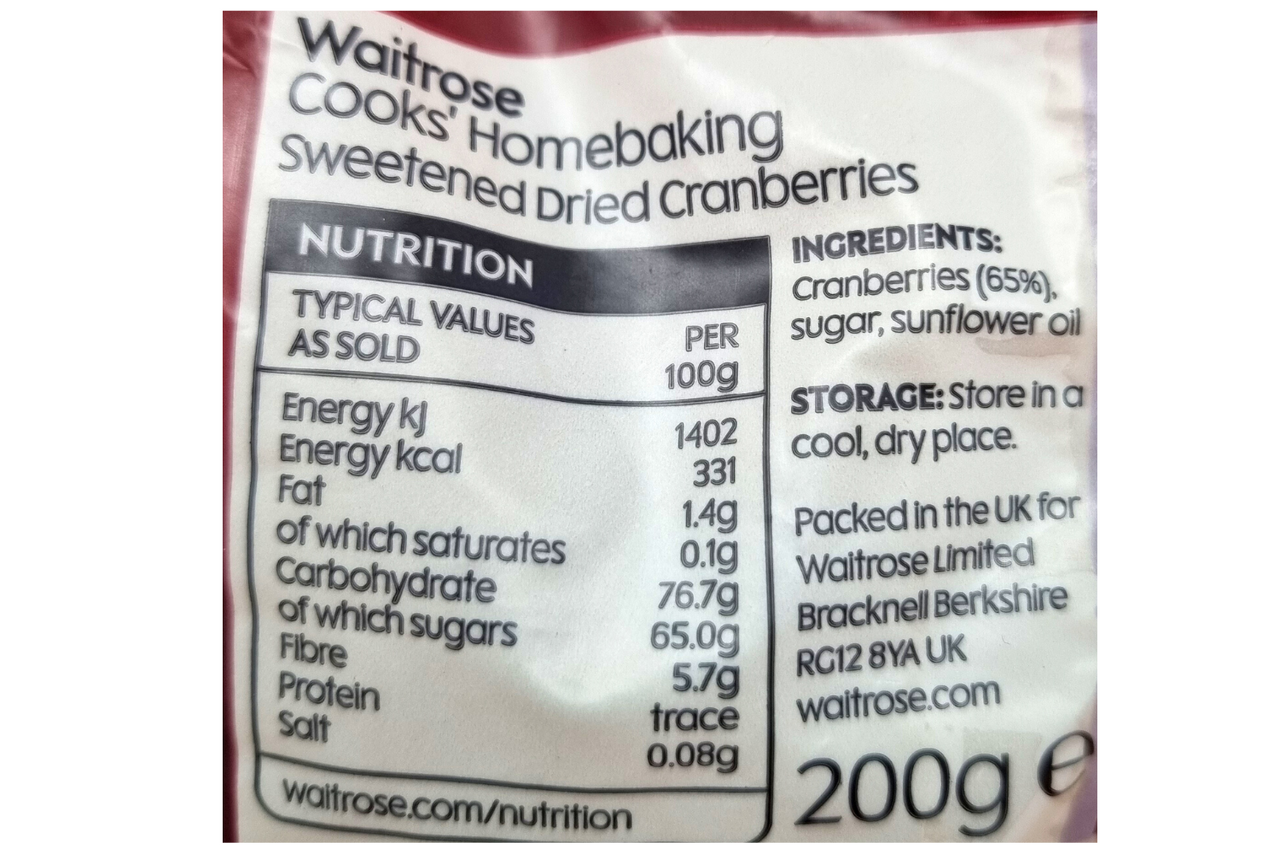 Waitrose
Cooks' Homebaking
Sweetened Dried Cranberries
NUTRITION
TYPICAL VALUES
AS SOLD
PER
100g
Energy kJ 1402
Energy kcal 331
Fat 1.4g
of which saturates 0.1g
Carbohydrate 76.7g
of which sugars 65.0g
Fibre 5.7g
Protein trace
Salt 0.08g
waitrose.com/nutrition
INGREDIENTS:
Cranberries (65%),
sugar, sunflower oil
STORAGE: Store in a
cool, dry place.
Packed in the UK for
Waitrose Limited
Bracknell Berkshire
RG12 8YA UK
waitrose.com
200g e